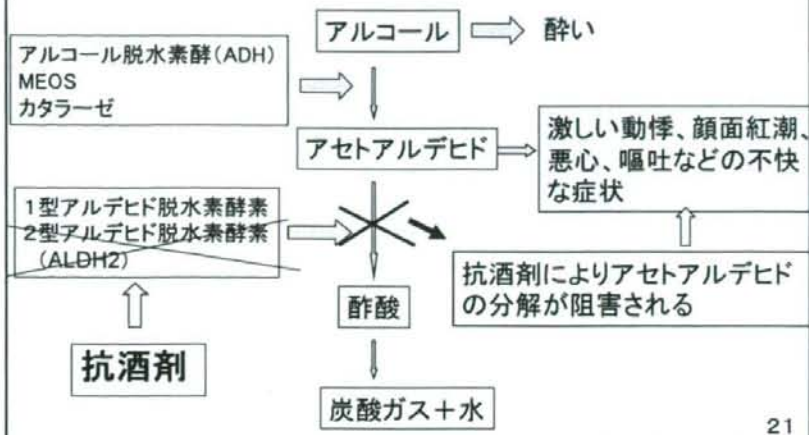 アルコール
酔い
アルコール脱水素酵(ADH)
MEOS
カタラーゼ
アセトアルデヒド
激しい動悸、顔面紅潮、
悪心、嘔吐などの不快
な症状
1型アルデヒド脱水素酵素
2型アルデヒド脱水素酵素
(ALDH2)
抗酒剤によりアセトアルデヒド
の分解が阻害される
酢酸
抗酒剤
炭酸ガス+水
21